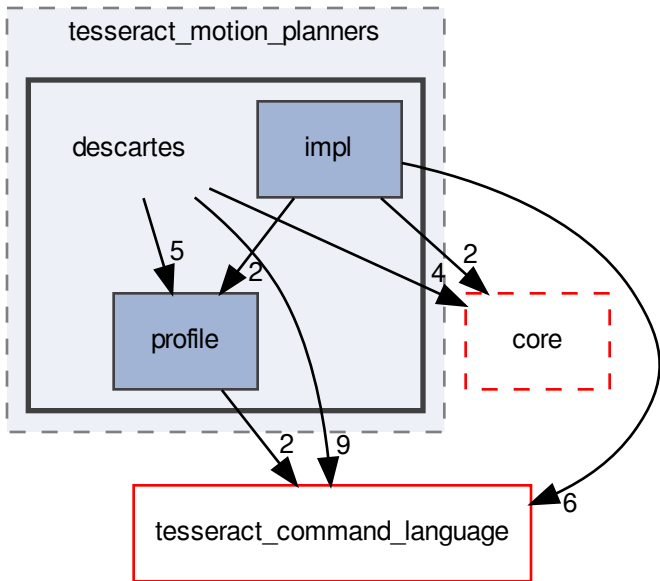 tesseract_motion_planners
descartes
impl
5
2
2
4
profile
core
2
9
6
tesseract_command_language